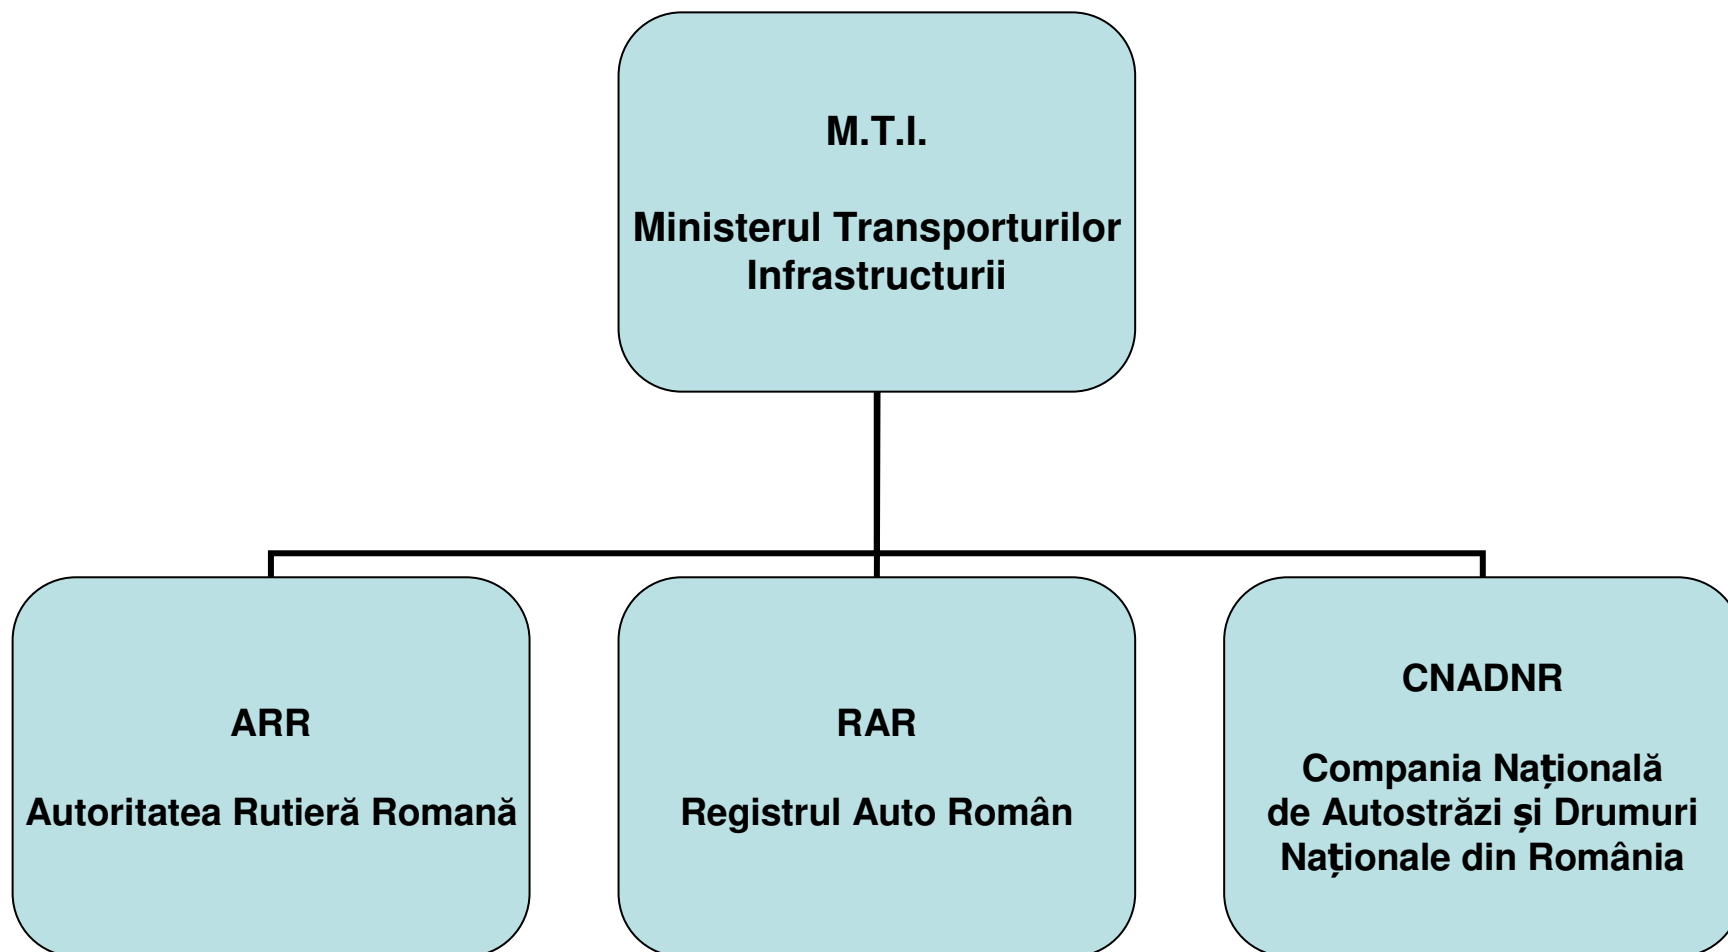 M.T.I.
Ministerul Transporturilor
Infrastructurii
ARR
Autoritatea Rutieră Romană
RAR
Registrul Auto Român
CNADNR
Compania Națională
de Autostrăzi și Drumuri
Naționale din România